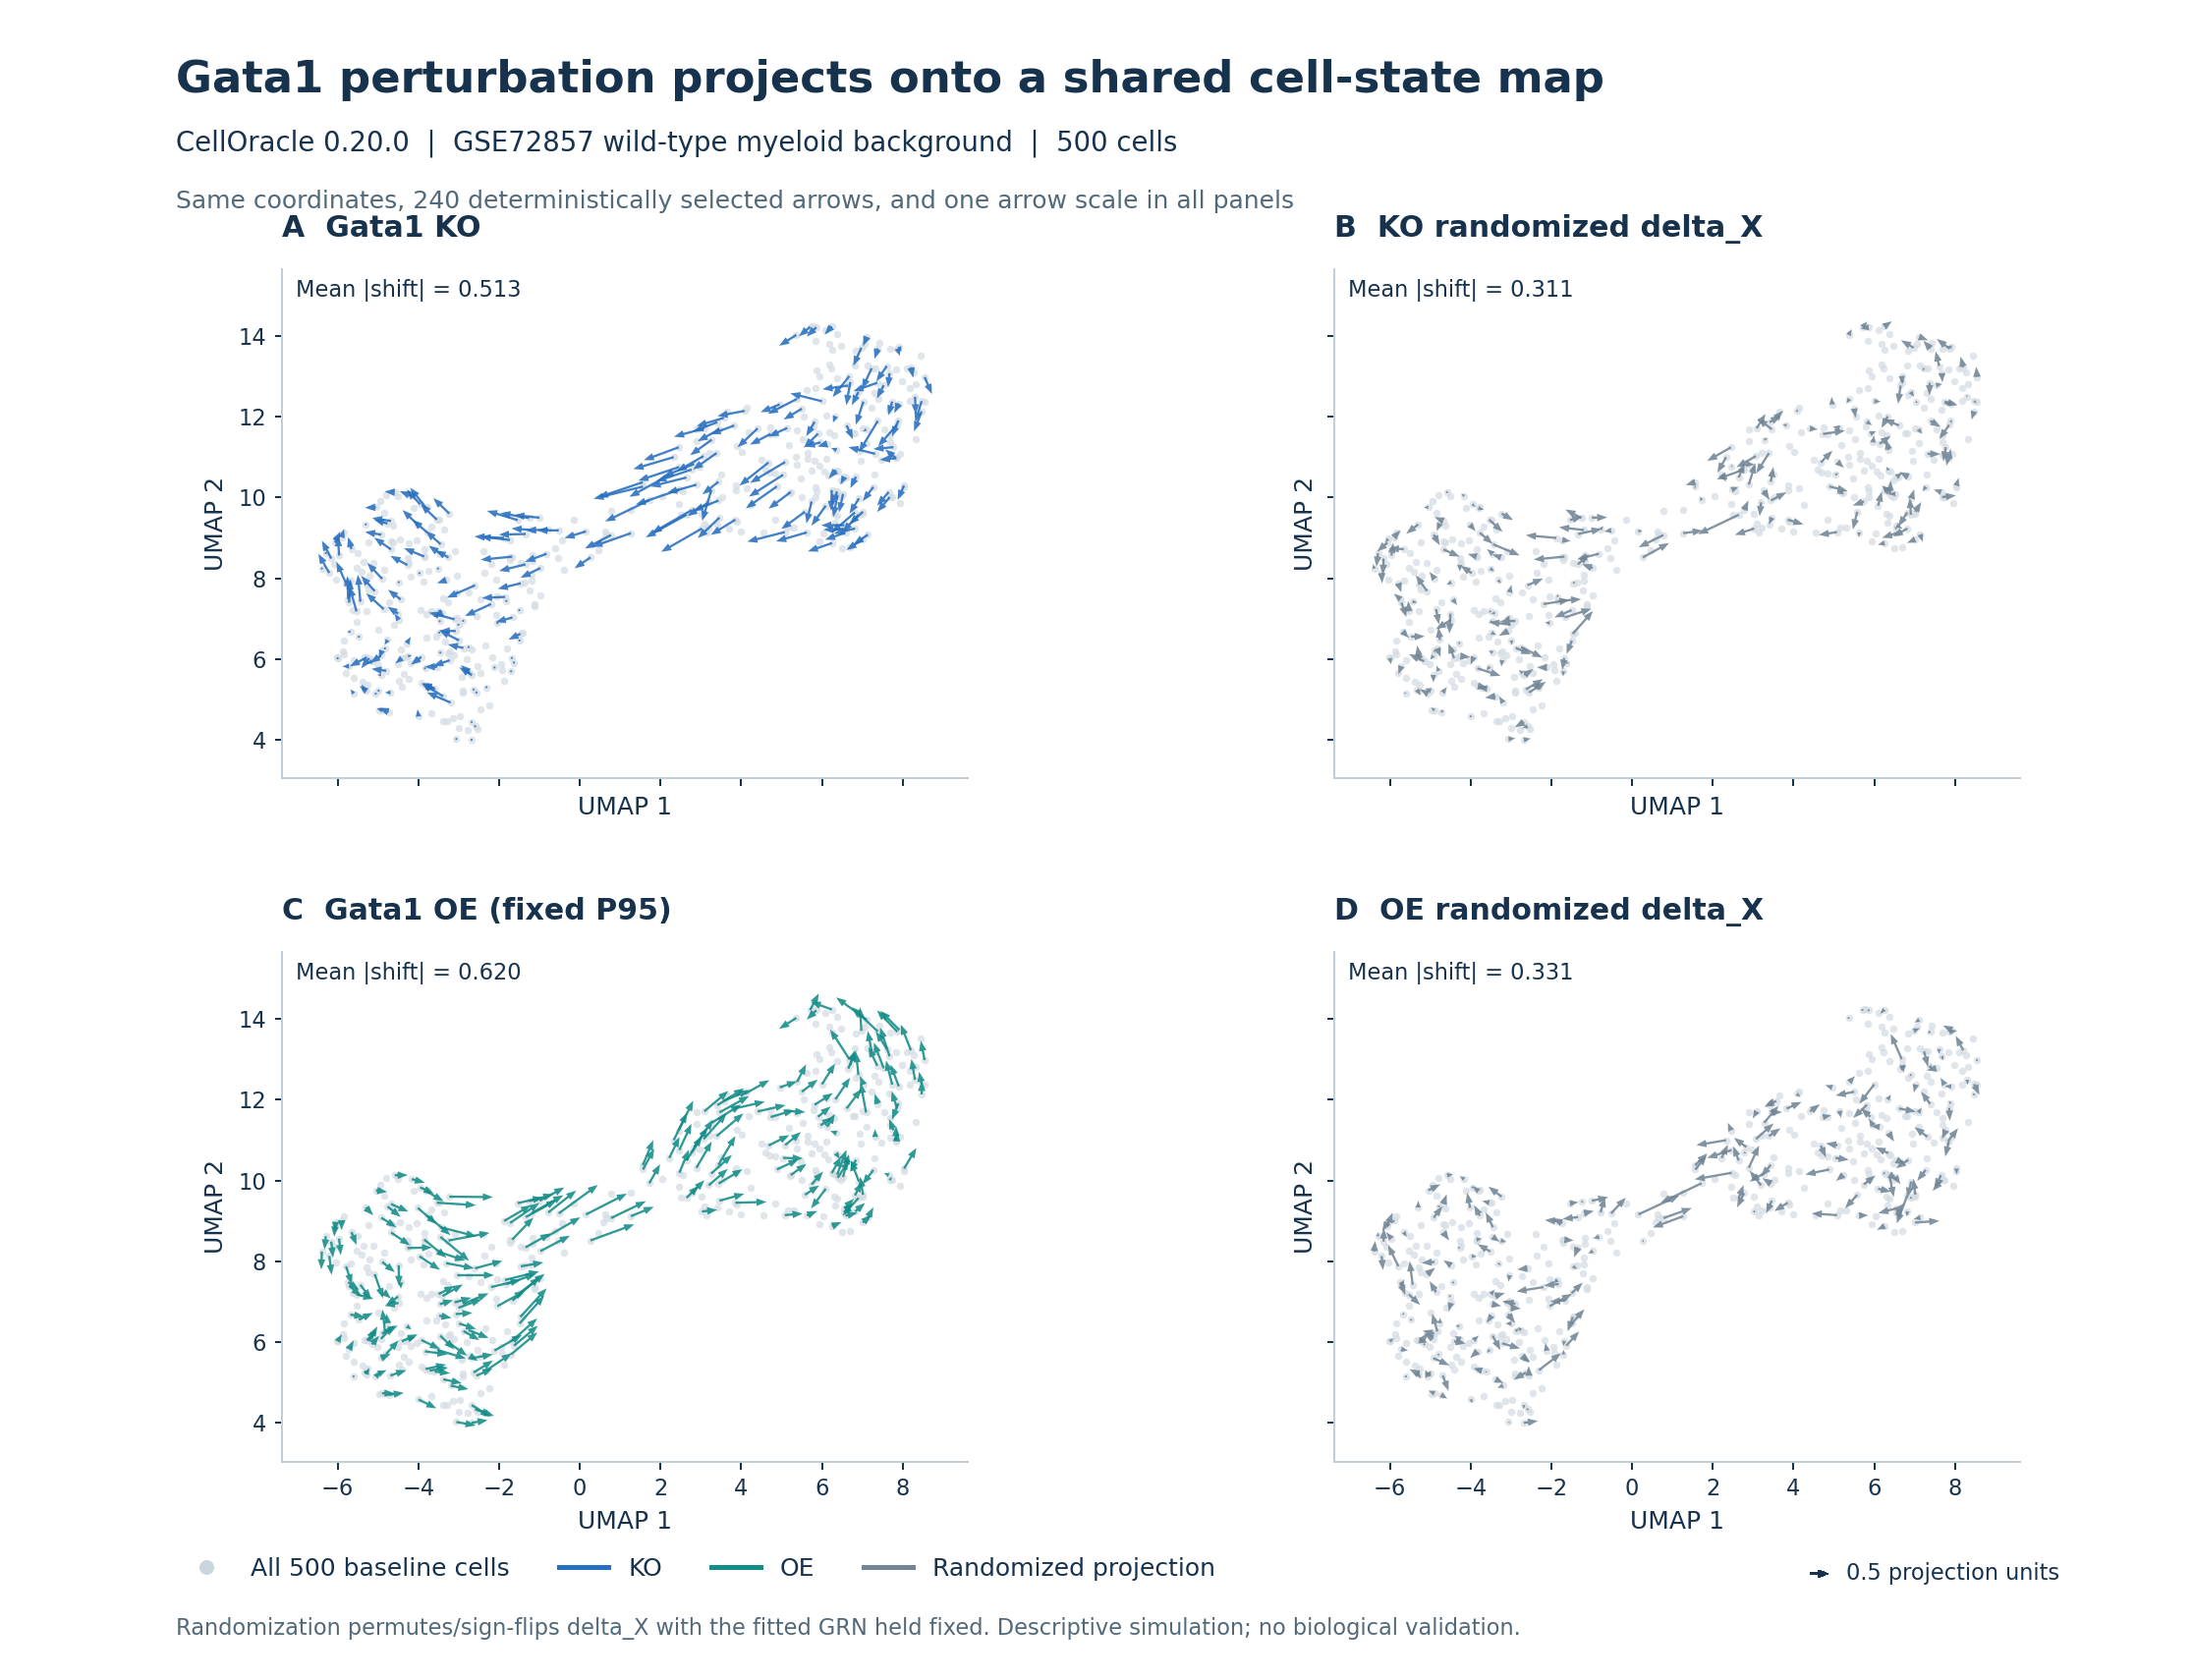 Gata1 perturbation projects onto a shared cell-state map
CellOracle 0.20.0 | GSE72857 wild-type myeloid background | 500 cells
Same coordinates, 240 deterministically selected arrows, and one arrow scale in all panels
A Gata1 KO
Mean |shift| = 0.513
14
12
10
8
6
4
UMAP 2
UMAP 1
B KO randomized delta_X
Mean |shift| = 0.311
UMAP 2
UMAP 1
C Gata1 OE (fixed P95)
Mean |shift| = 0.620
14
12
10
8
6
4
UMAP 2
−6 −4 −2 0 2 4 6 8
UMAP 1
D OE randomized delta_X
Mean |shift| = 0.331
UMAP 2
−6 −4 −2 0 2 4 6 8
UMAP 1
All 500 baseline cells KO OE Randomized projection
0.5 projection units
Randomization permutes/sign-flips delta_X with the fitted GRN held fixed. Descriptive simulation; no biological validation.